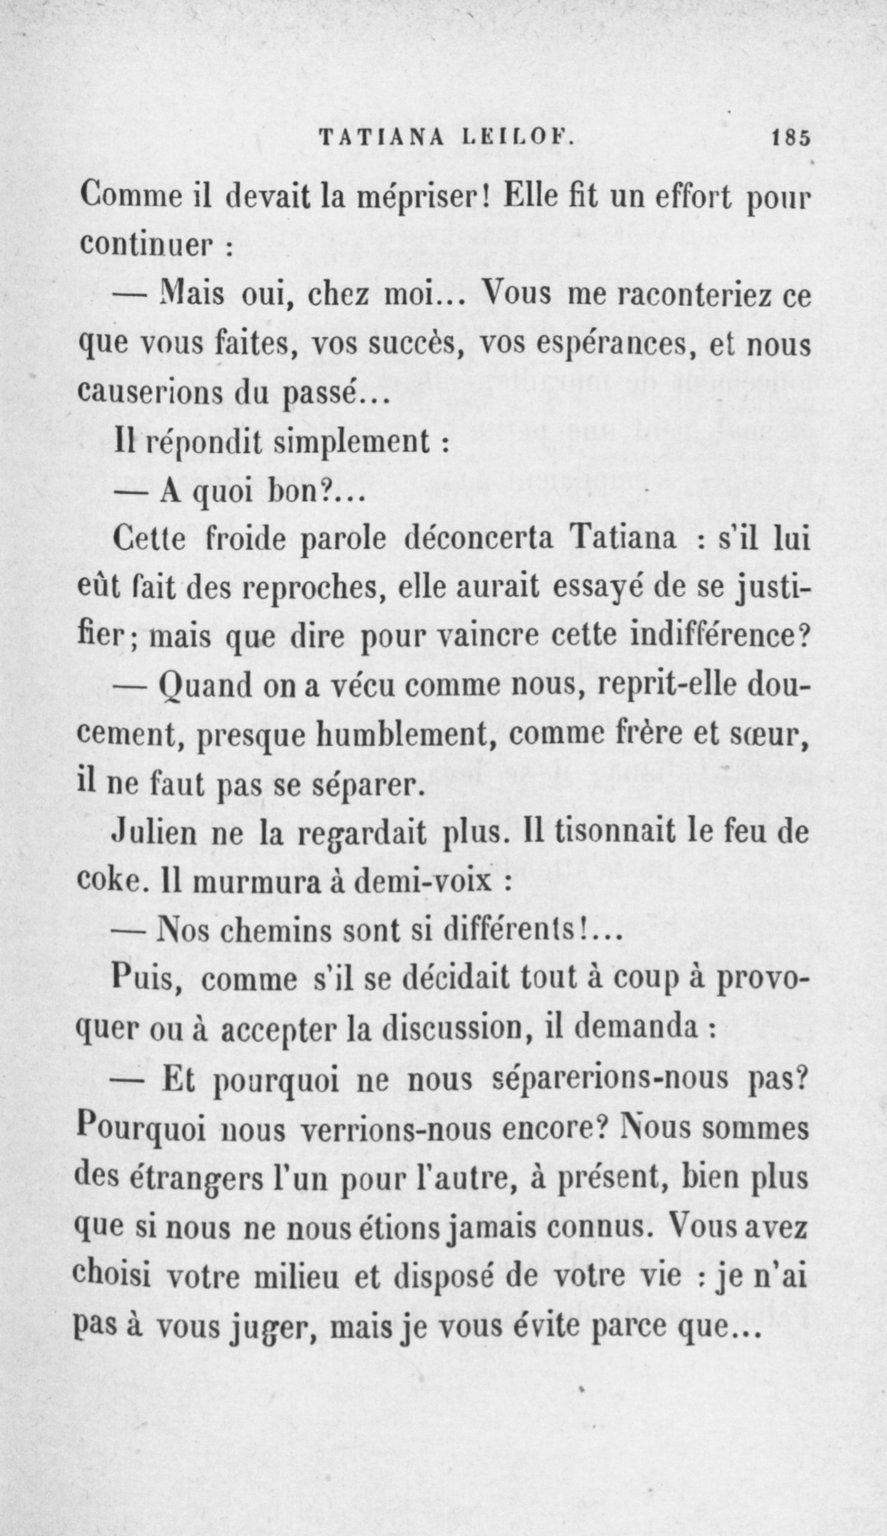 TATIANA LEILOF. 185
Comme il devait la mépriser! Elle fit un effort pour
continuer :
— Mais oui, chez moi... Vous me raconteriez ce
que vous faites, vos succès, vos espérances, et nous
causerions du passé...
Il répondit simplement :
— A quoi bon?...
Cette froide parole déconcerta Tatiana : s'il lui
eût fait des reproches, elle aurait essayé de se justi-
fier; mais que dire pour vaincre cette indifférence?
— Quand on a vécu comme nous, reprit-elle dou-
cement, presque humblement, comme frère et sœur,
il ne faut pas se séparer.
Julien ne la regardait plus. Il tisonnait le feu de
coke. Il murmura à demi-voix :
— Nos chemins sont si différents!...
Puis, comme s'il se décidait tout à coup à provo-
quer ou à accepter la discussion, il demanda :
— Et pourquoi ne nous séparerions-nous pas?
Pourquoi nous verrions-nous encore? Nous sommes
des étrangers l'un pour l'autre, à présent, bien plus
que si nous ne nous étions jamais connus. Vous avez
choisi votre milieu et disposé de votre vie : je n'ai
pas à vous juger, mais je vous évite parce que...